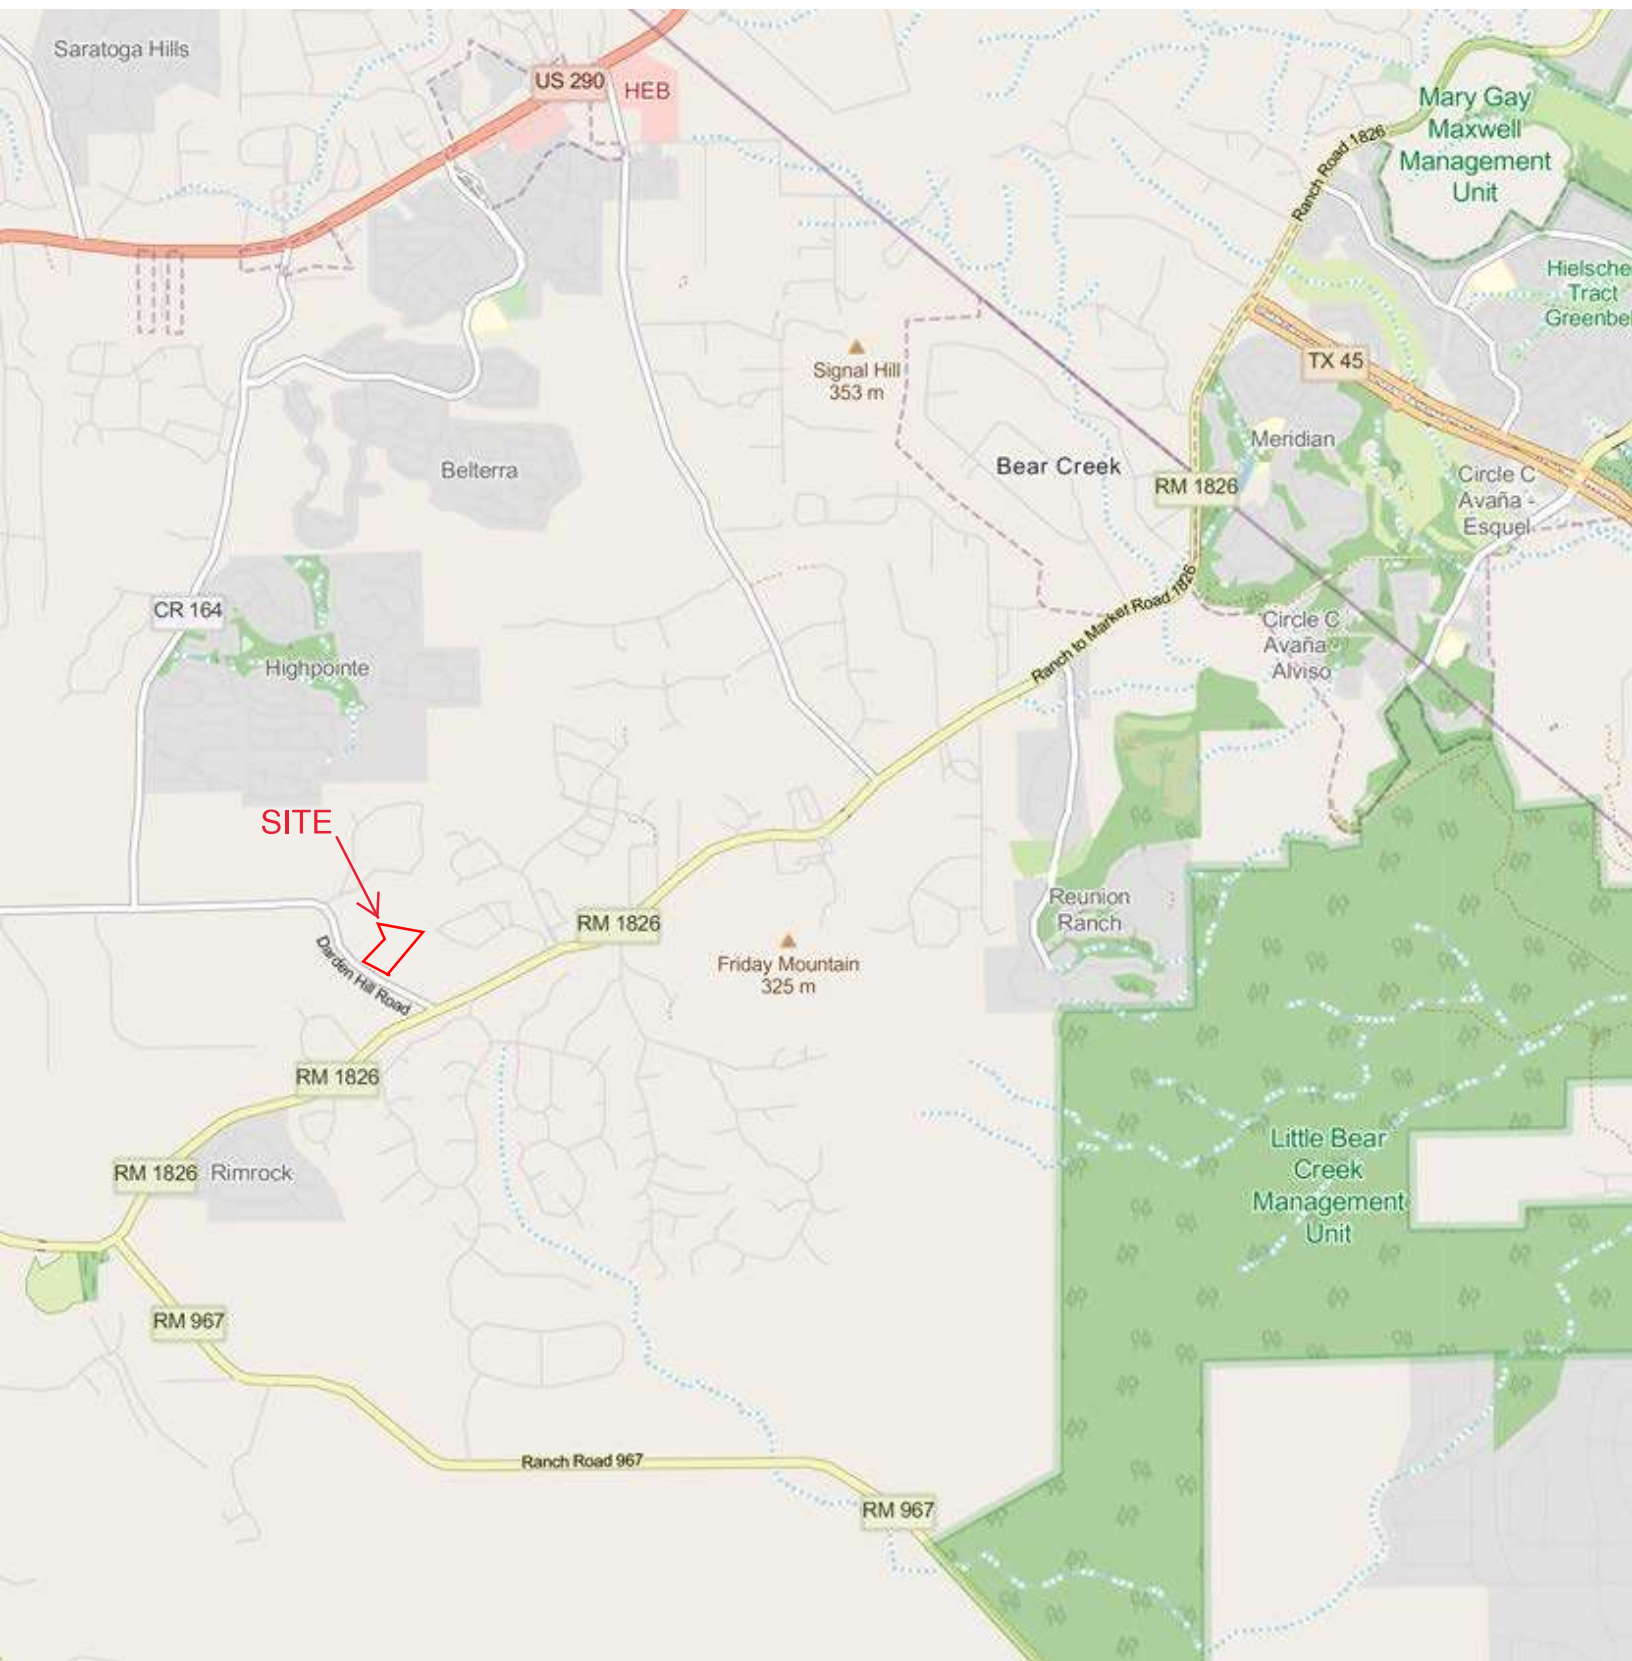 Saratoga Hills
US 290
HEB
Mary Gay
Maxwell
Management
Unit
Ranch Road 1826
Hielsche
Tract
Greenbel
Signal Hill
353 m
TX 45
Meridian
Belterra
Bear Creek
RM 1826
Circle C
Avaña -
Esquel
CR 164
Ranch to Market Road 1826
Circle C
Avaña -
Alviso
Highpointe
SITE
Reunion
Ranch
RM 1826
Darden Hill Road
Friday Mountain
325 m
RM 1826
Little Bear
Creek
Management
Unit
RM 1826
Rimrock
RM 967
Ranch Road 967
RM 967